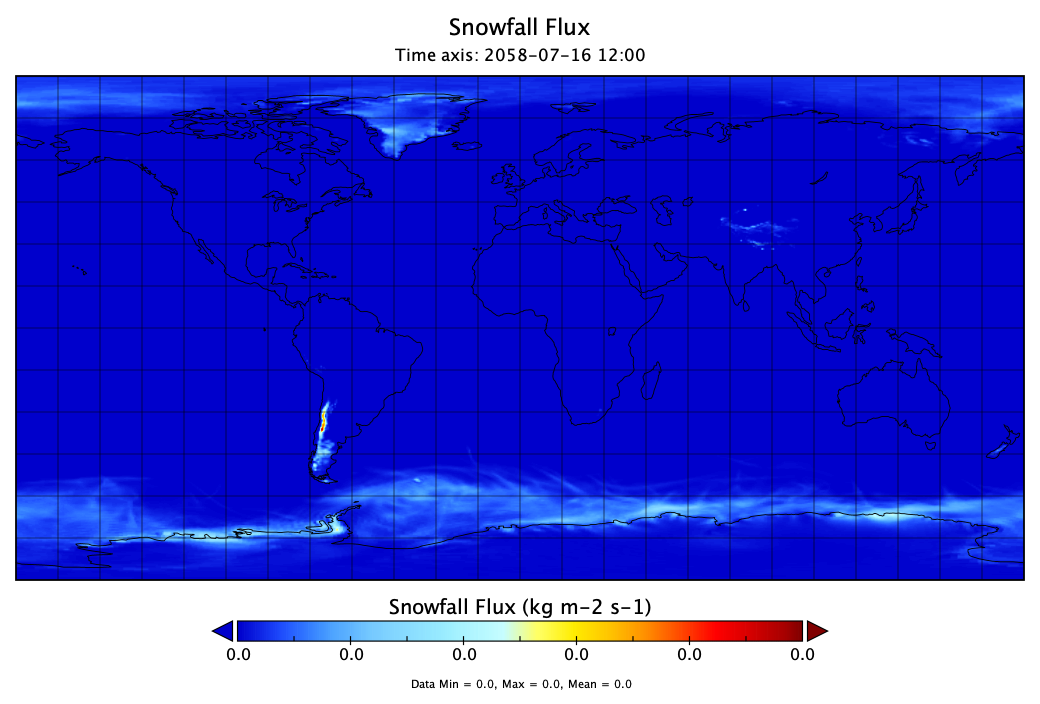 Snowfall Flux
Time axis: 2058-07-16 12:00
Snowfall Flux (kg m-2 s-1)
0.0 0.0 0.0 0.0 0.0 0.0
Data Min = 0.0, Max = 0.0, Mean = 0.0